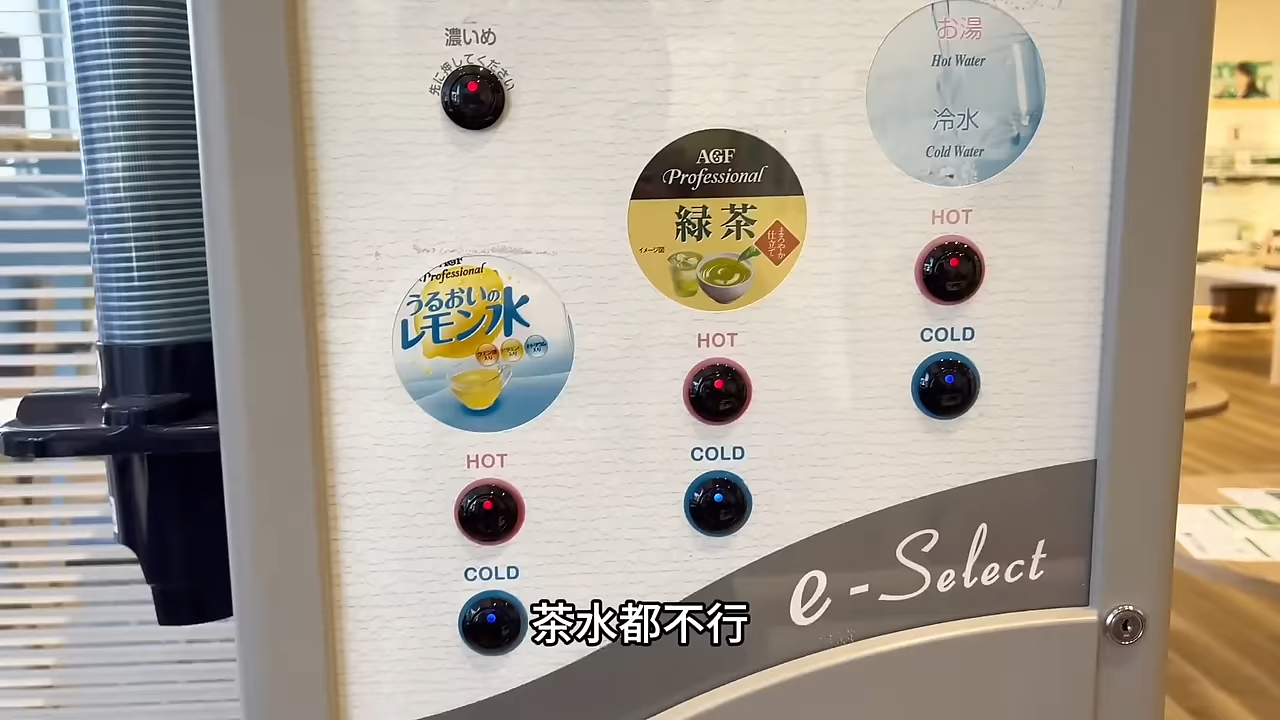 濃いめ
先に押してください
お湯
Hot Water
冷水
Cold Water
AGF
Professional
緑茶
まろやか
仕立て
イメージ図
HOT
COLD
AGF
Professional
うるおいの
レモン水
HOT
COLD
HOT
COLD
e-Select
茶水都不行